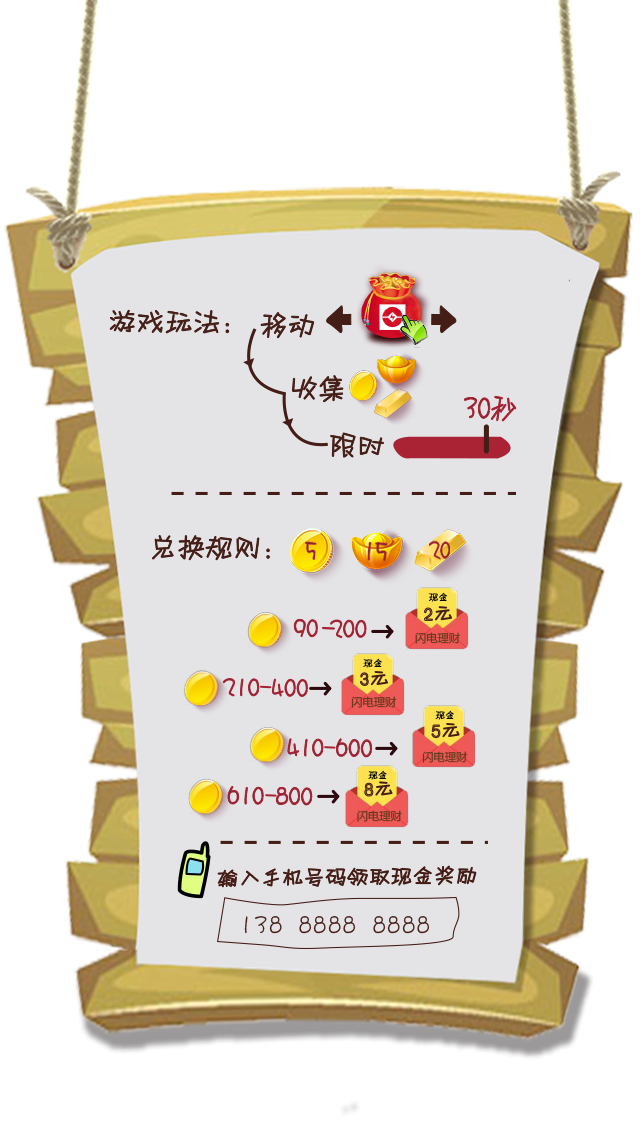 游戏玩法：移动
收集
30秒
限时
兑换规则： 5 15 20
90-200 现金 2元 闪电理财
210-400 现金 3元 闪电理财
410-600 现金 5元 闪电理财
610-800 现金 8元 闪电理财
输入手机号码领取现金奖励
138 8888 8888